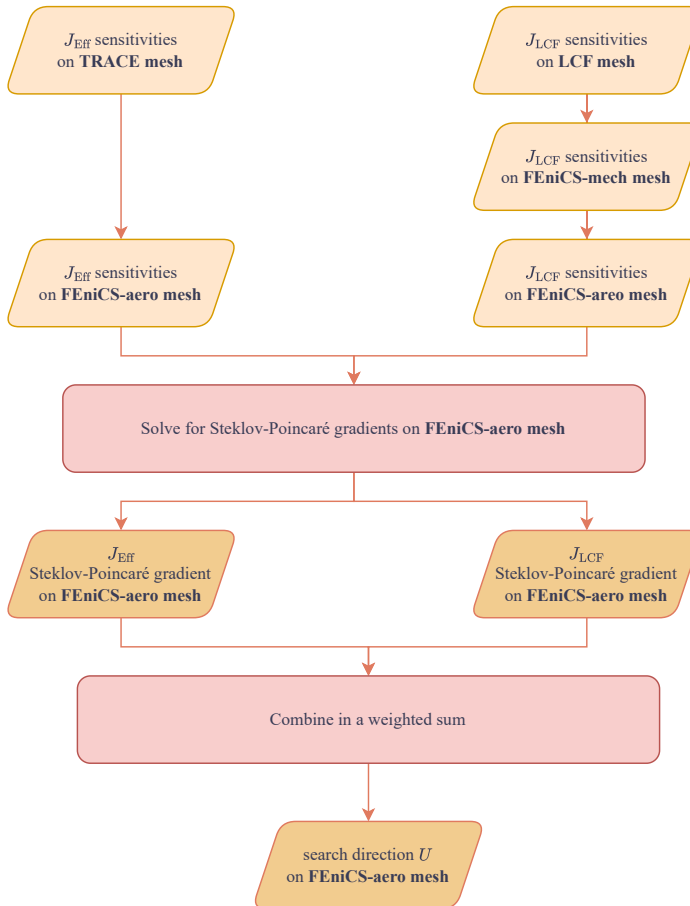 J_Eff sensitivities
on TRACE mesh
J_LCF sensitivities
on LCF mesh
J_LCF sensitivities
on FEniCS-mech mesh
J_Eff sensitivities
on FEniCS-aero mesh
J_LCF sensitivities
on FEniCS-areo mesh
Solve for Steklov-Poincaré gradients on FEniCS-aero mesh
J_Eff
Steklov-Poincaré gradient
on FEniCS-aero mesh
J_LCF
Steklov-Poincaré gradient
on FEniCS-aero mesh
Combine in a weighted sum
search direction U
on FEniCS-aero mesh